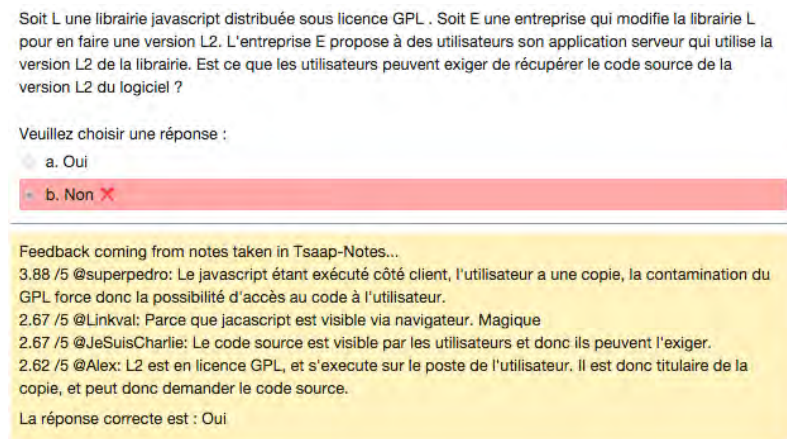 Soit L une librairie javascript distribuée sous licence GPL . Soit E une entreprise qui modifie la librairie L
pour en faire une version L2. L'entreprise E propose à des utilisateurs son application serveur qui utilise la
version L2 de la librairie. Est ce que les utilisateurs peuvent exiger de récupérer le code source de la
version L2 du logiciel ?
Veuillez choisir une réponse :
a. Oui
b. Non ✗
Feedback coming from notes taken in Tsaap-Notes...
3.88 /5 @superpedro: Le javascript étant exécuté côté client, l'utilisateur a une copie, la contamination du
GPL force donc la possibilité d'accès au code à l'utilisateur.
2.67 /5 @Linkval: Parce que jacascript est visible via navigateur. Magique
2.67 /5 @JeSuisCharlie: Le code source est visible par les utilisateurs et donc ils peuvent l'exiger.
2.62 /5 @Alex: L2 est en licence GPL, et s'execute sur le poste de l'utilisateur. Il est donc titulaire de la
copie, et peut donc demander le code source.
La réponse correcte est : Oui